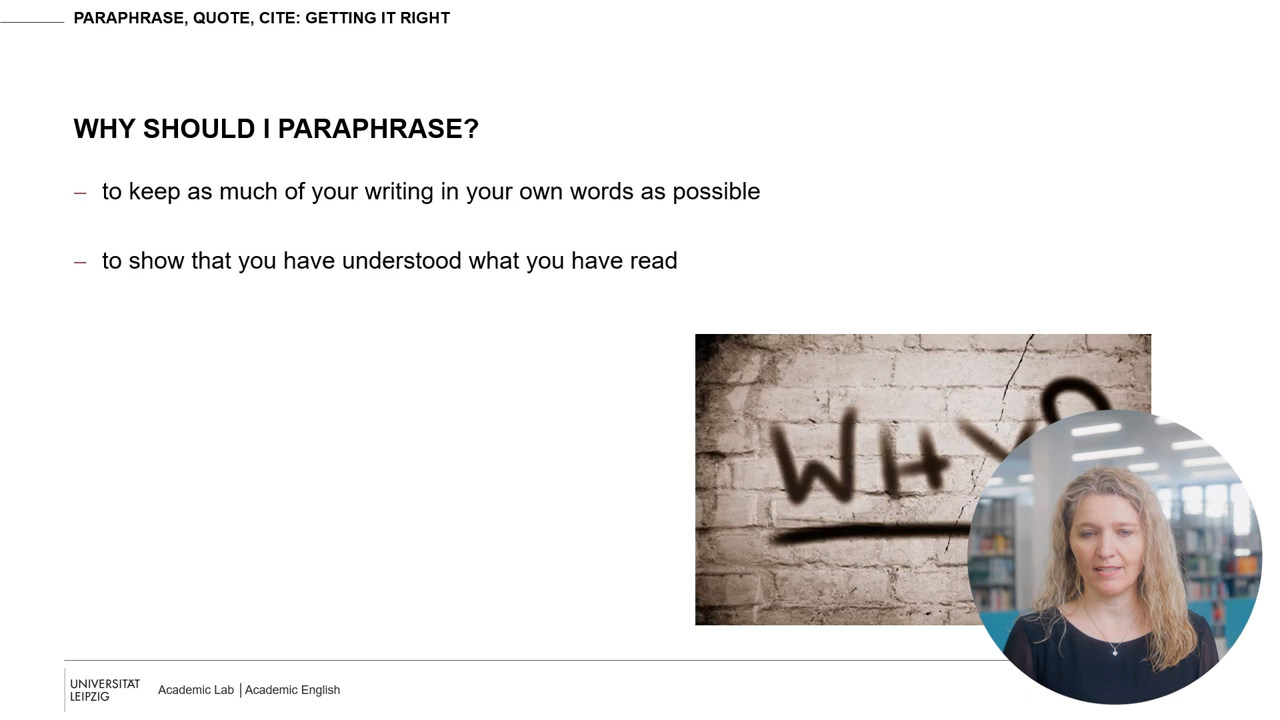 PARAPHRASE, QUOTE, CITE: GETTING IT RIGHT
WHY SHOULD I PARAPHRASE?
– to keep as much of your writing in your own words as possible
– to show that you have understood what you have read
WHY?
UNIVERSITÄT
LEIPZIG
Academic Lab | Academic English